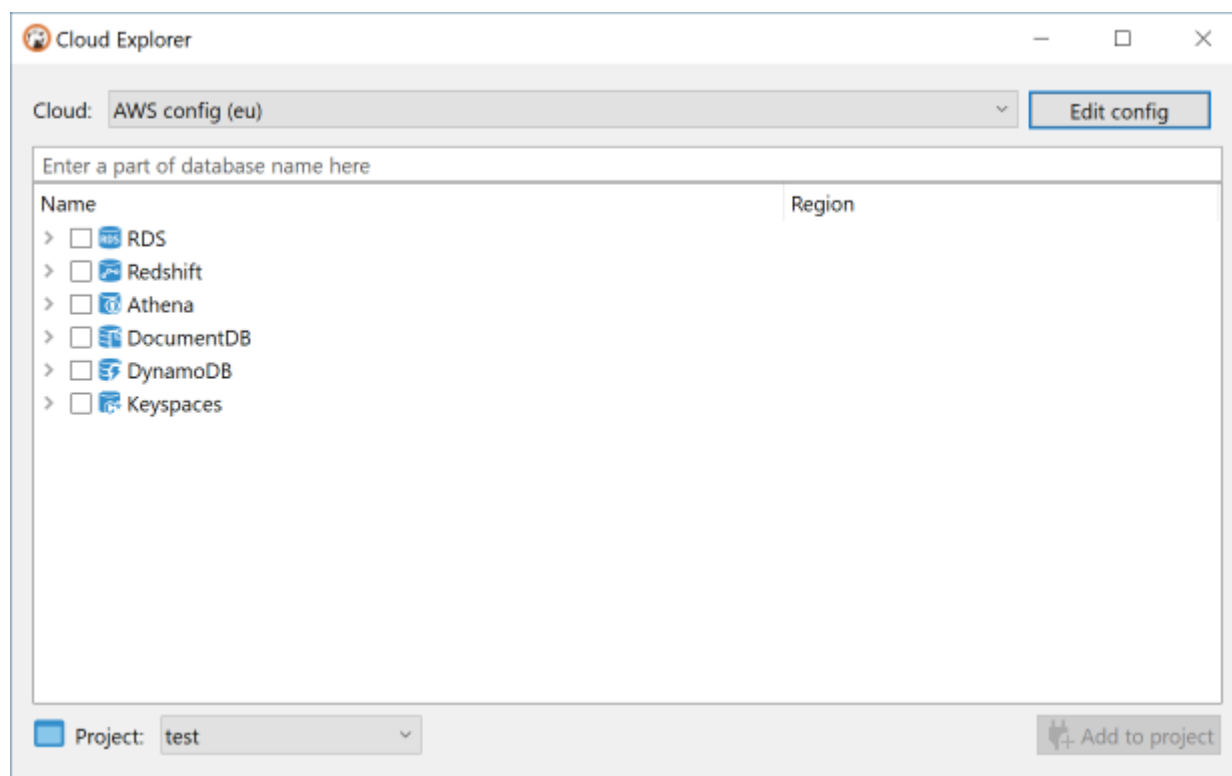 Cloud Explorer
Cloud: AWS config (eu) Edit config
Enter a part of database name here
Name Region
RDS
Redshift
Athena
DocumentDB
DynamoDB
Keyspaces
Project: test Add to project